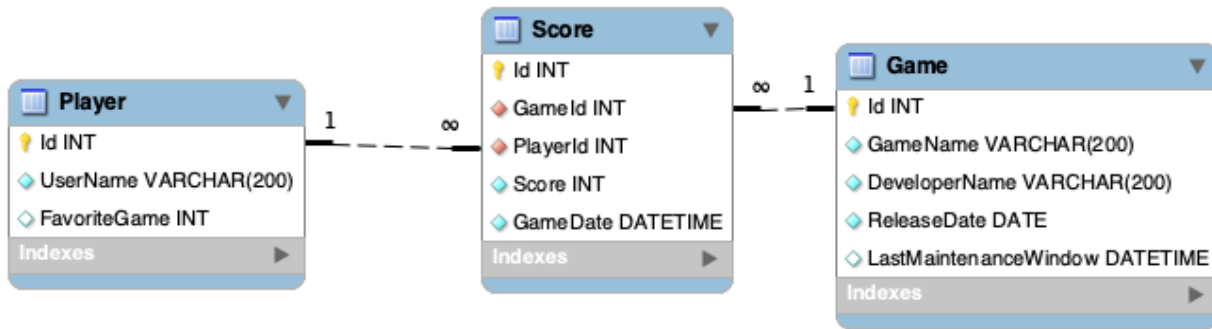 Player
Id INT
UserName VARCHAR(200)
FavoriteGame INT
Indexes
1
∞
Score
Id INT
GameId INT
PlayerId INT
Score INT
GameDate DATETIME
Indexes
∞
1
Game
Id INT
GameName VARCHAR(200)
DeveloperName VARCHAR(200)
ReleaseDate DATE
LastMaintenanceWindow DATETIME
Indexes